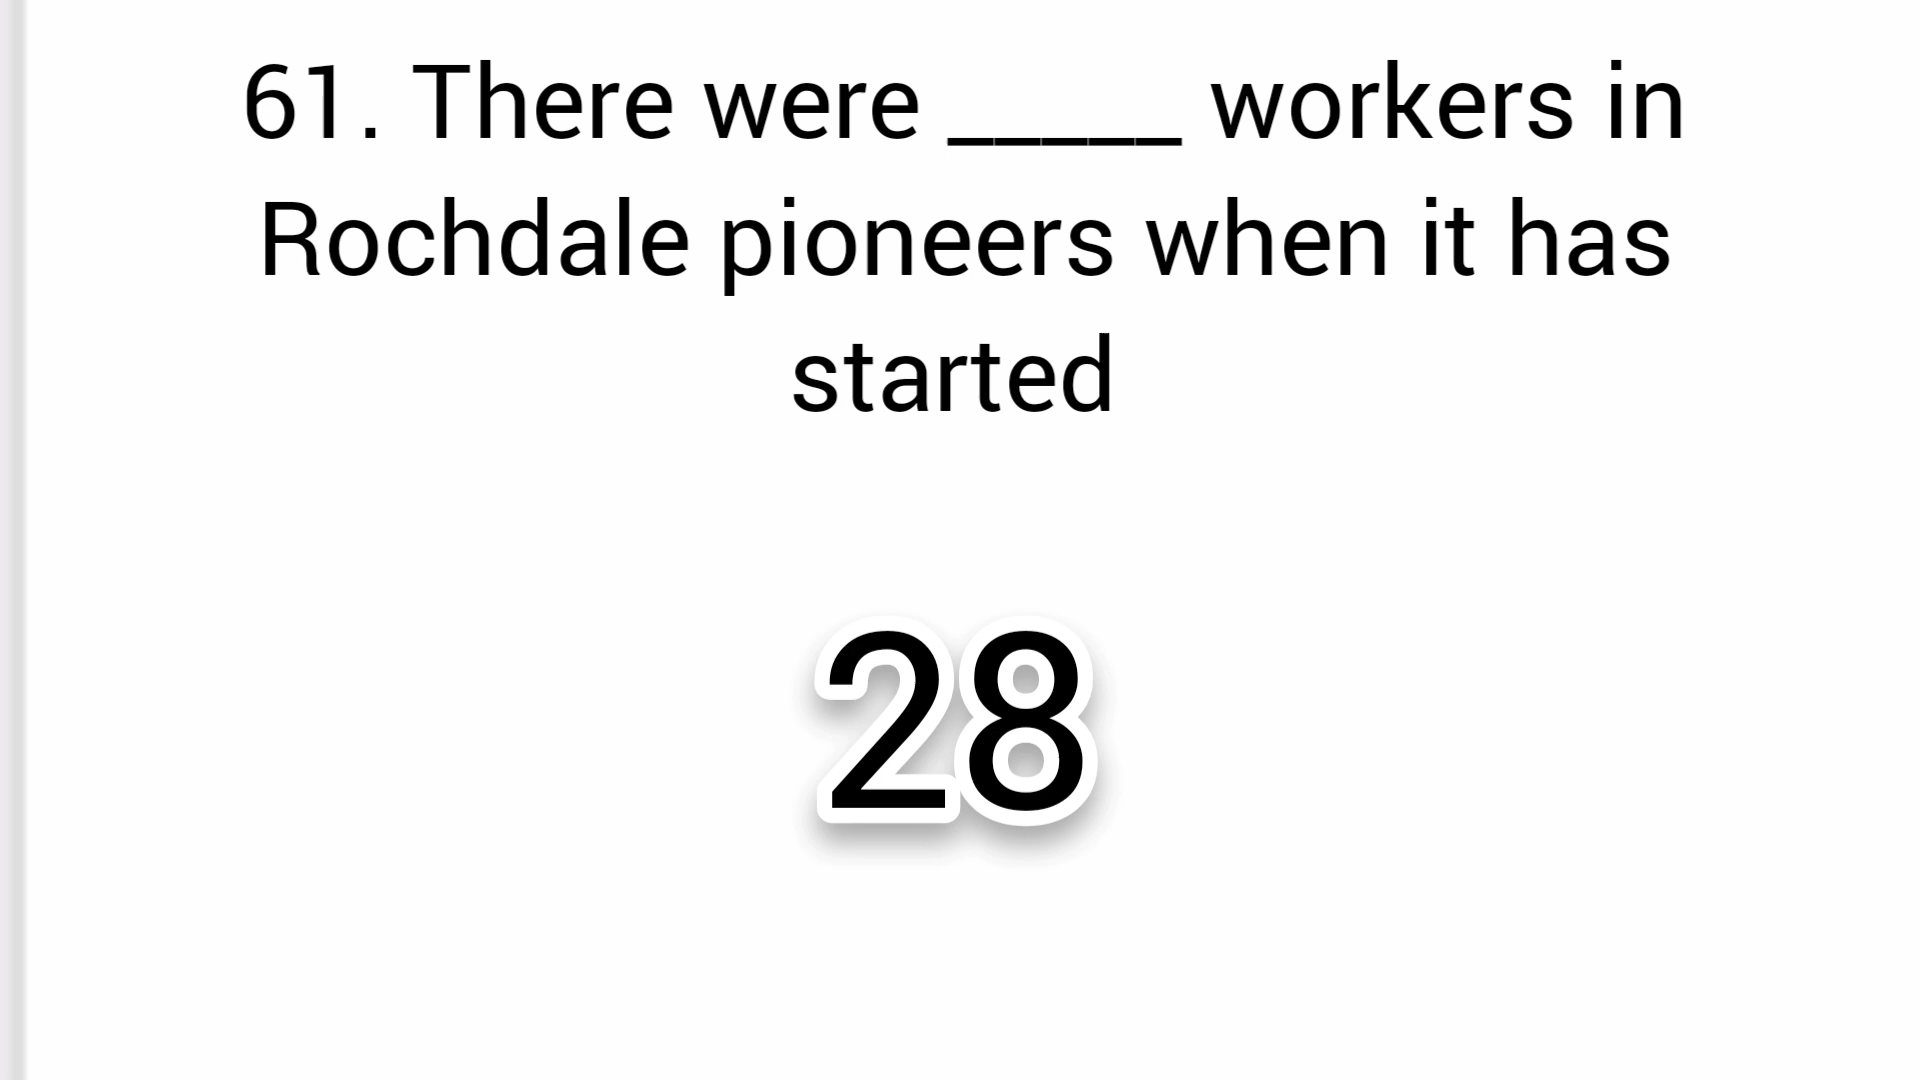 61. There were _____ workers in
Rochdale pioneers when it has
started
28